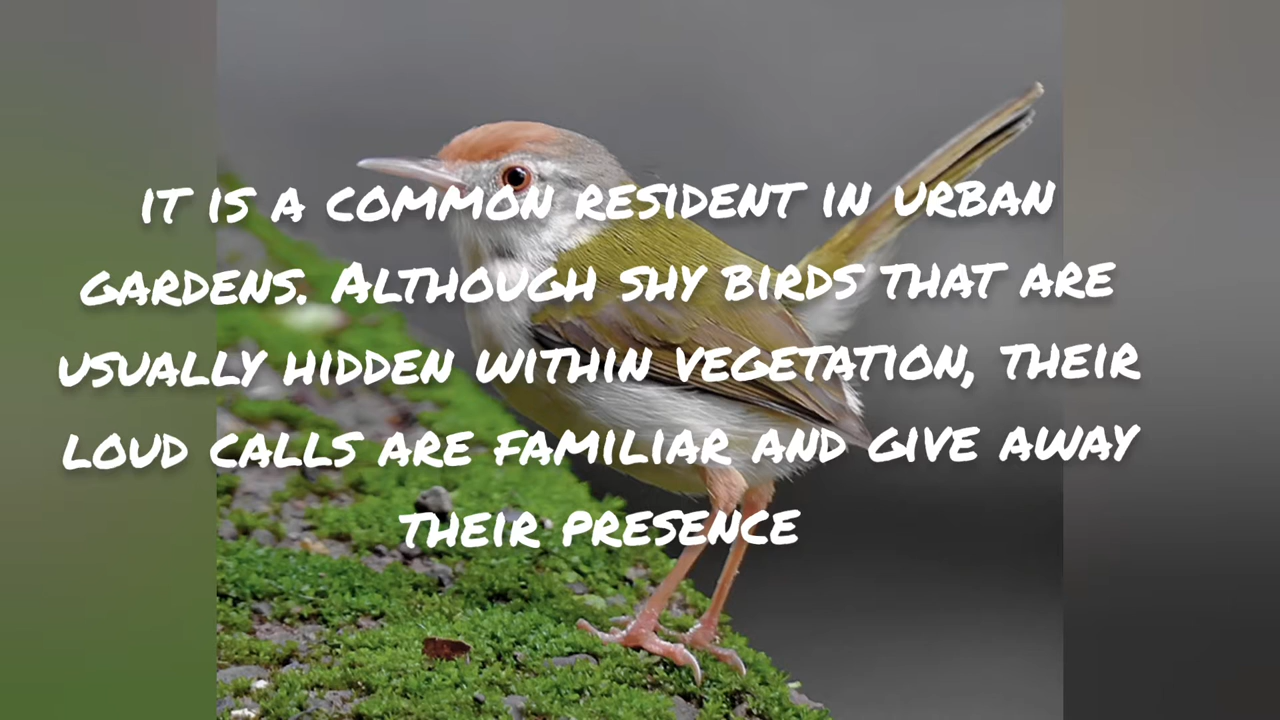 IT IS A COMMON RESIDENT IN URBAN
GARDENS. ALTHOUGH SHY BIRDS THAT ARE
USUALLY HIDDEN WITHIN VEGETATION, THEIR
LOUD CALLS ARE FAMILIAR AND GIVE AWAY
THEIR PRESENCE